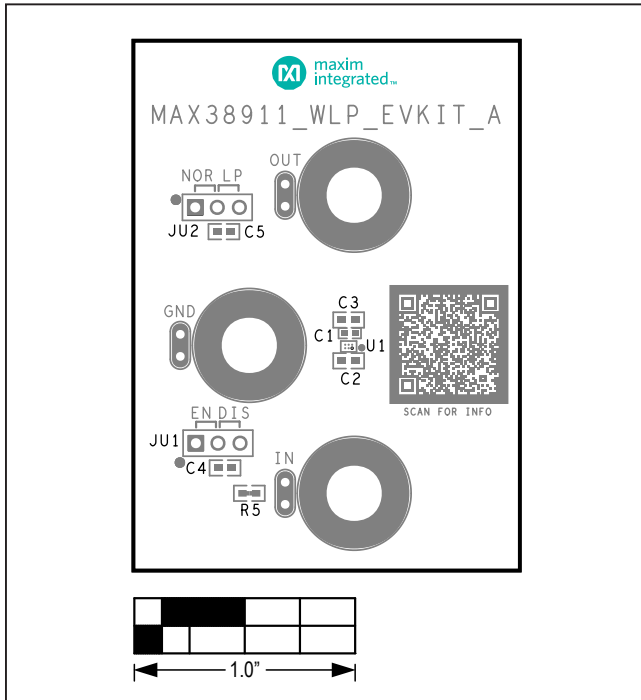 maxim
integrated™
MAX38911_WLP_EVKIT_A
OUT
NOR LP
JU2
C5
GND
C3
C1
U1
C2
SCAN FOR INFO
EN DIS
JU1
C4
IN
R5
1.0"